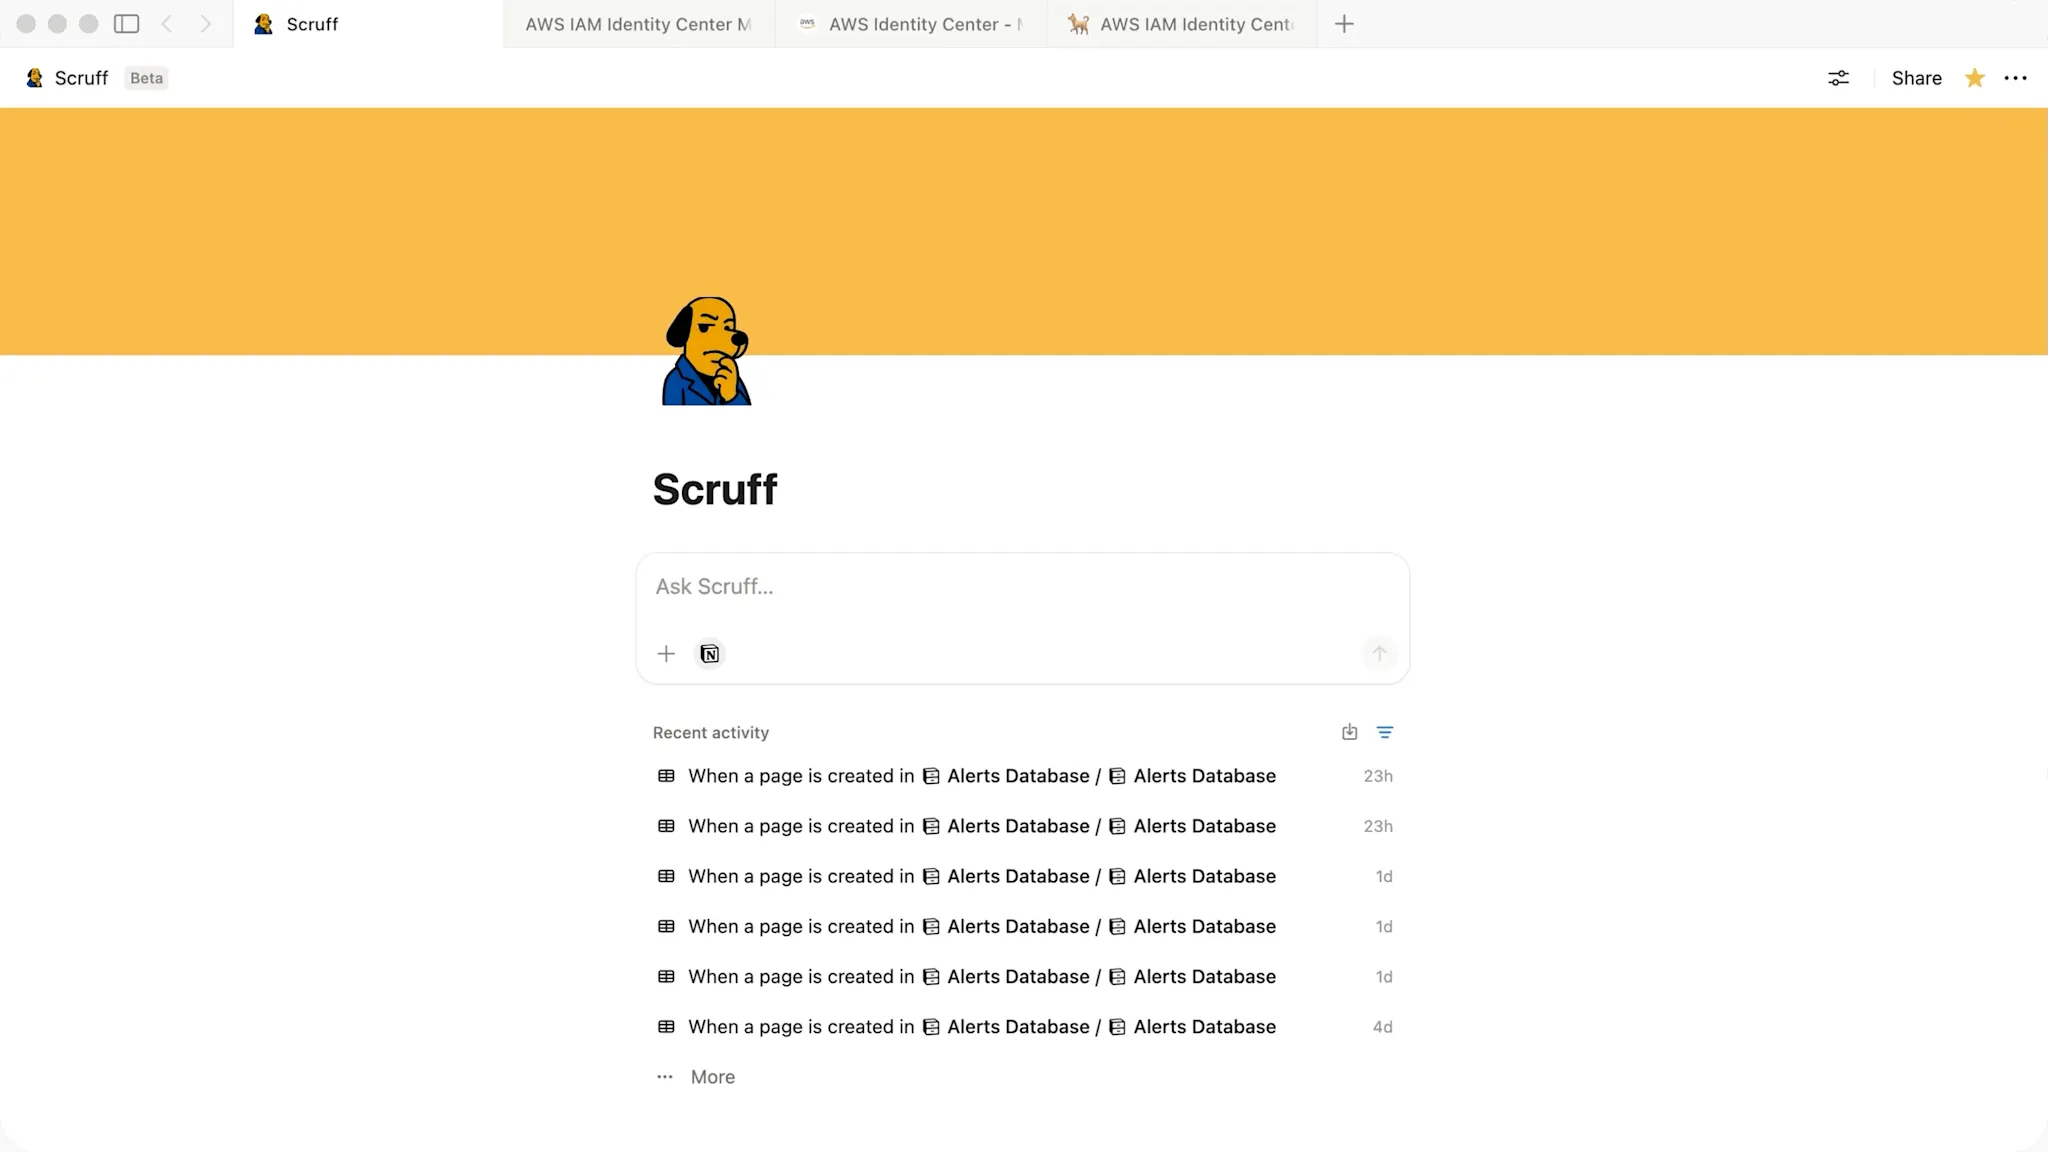 Scruff
AWS IAM Identity Center M
aws
AWS Identity Center -
AWS IAM Identity Cent
Scruff
Beta
Share
Scruff
Ask Scruff...
Recent activity
When a page is created in Alerts Database / Alerts Database 23h
When a page is created in Alerts Database / Alerts Database 23h
When a page is created in Alerts Database / Alerts Database 1d
When a page is created in Alerts Database / Alerts Database 1d
When a page is created in Alerts Database / Alerts Database 1d
When a page is created in Alerts Database / Alerts Database 4d
More